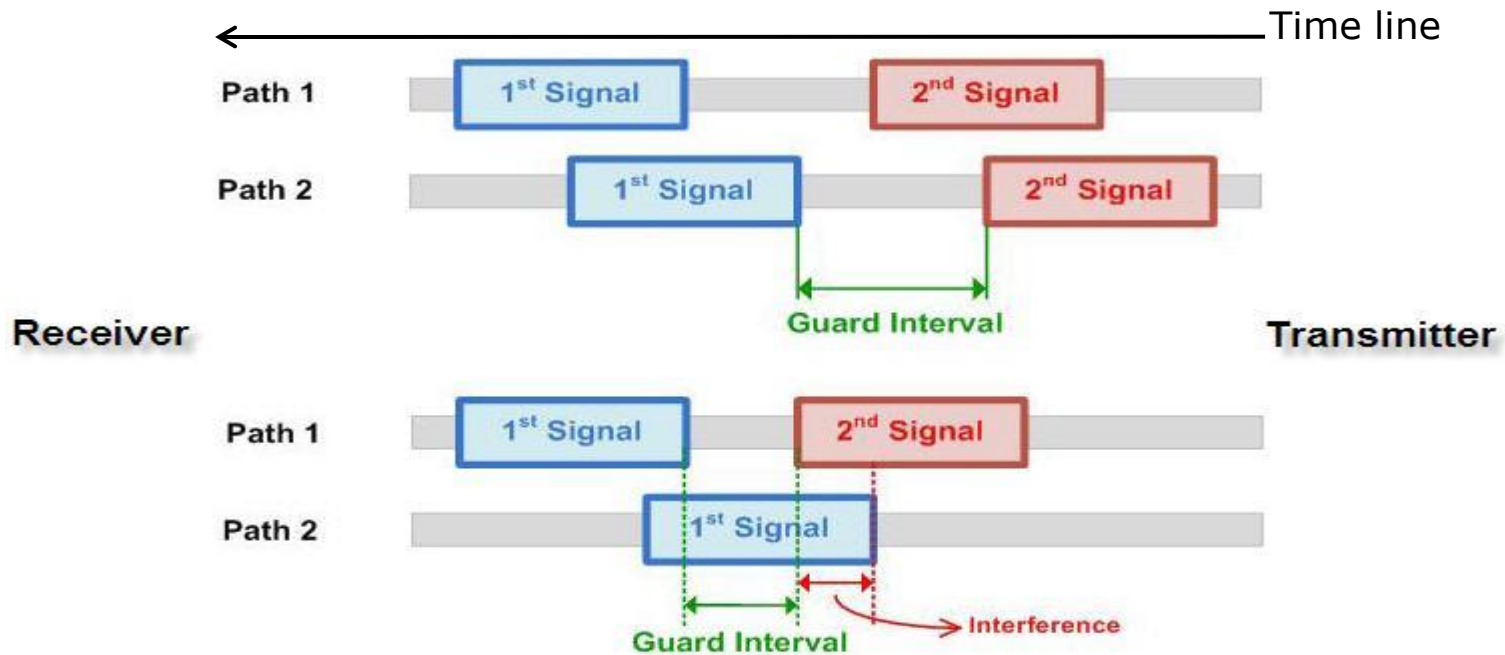 Time line
Path 1
1st Signal
2nd Signal
Path 2
1st Signal
2nd Signal
Guard Interval
Receiver
Transmitter
Path 1
1st Signal
2nd Signal
Path 2
1st Signal
Interference
Guard Interval